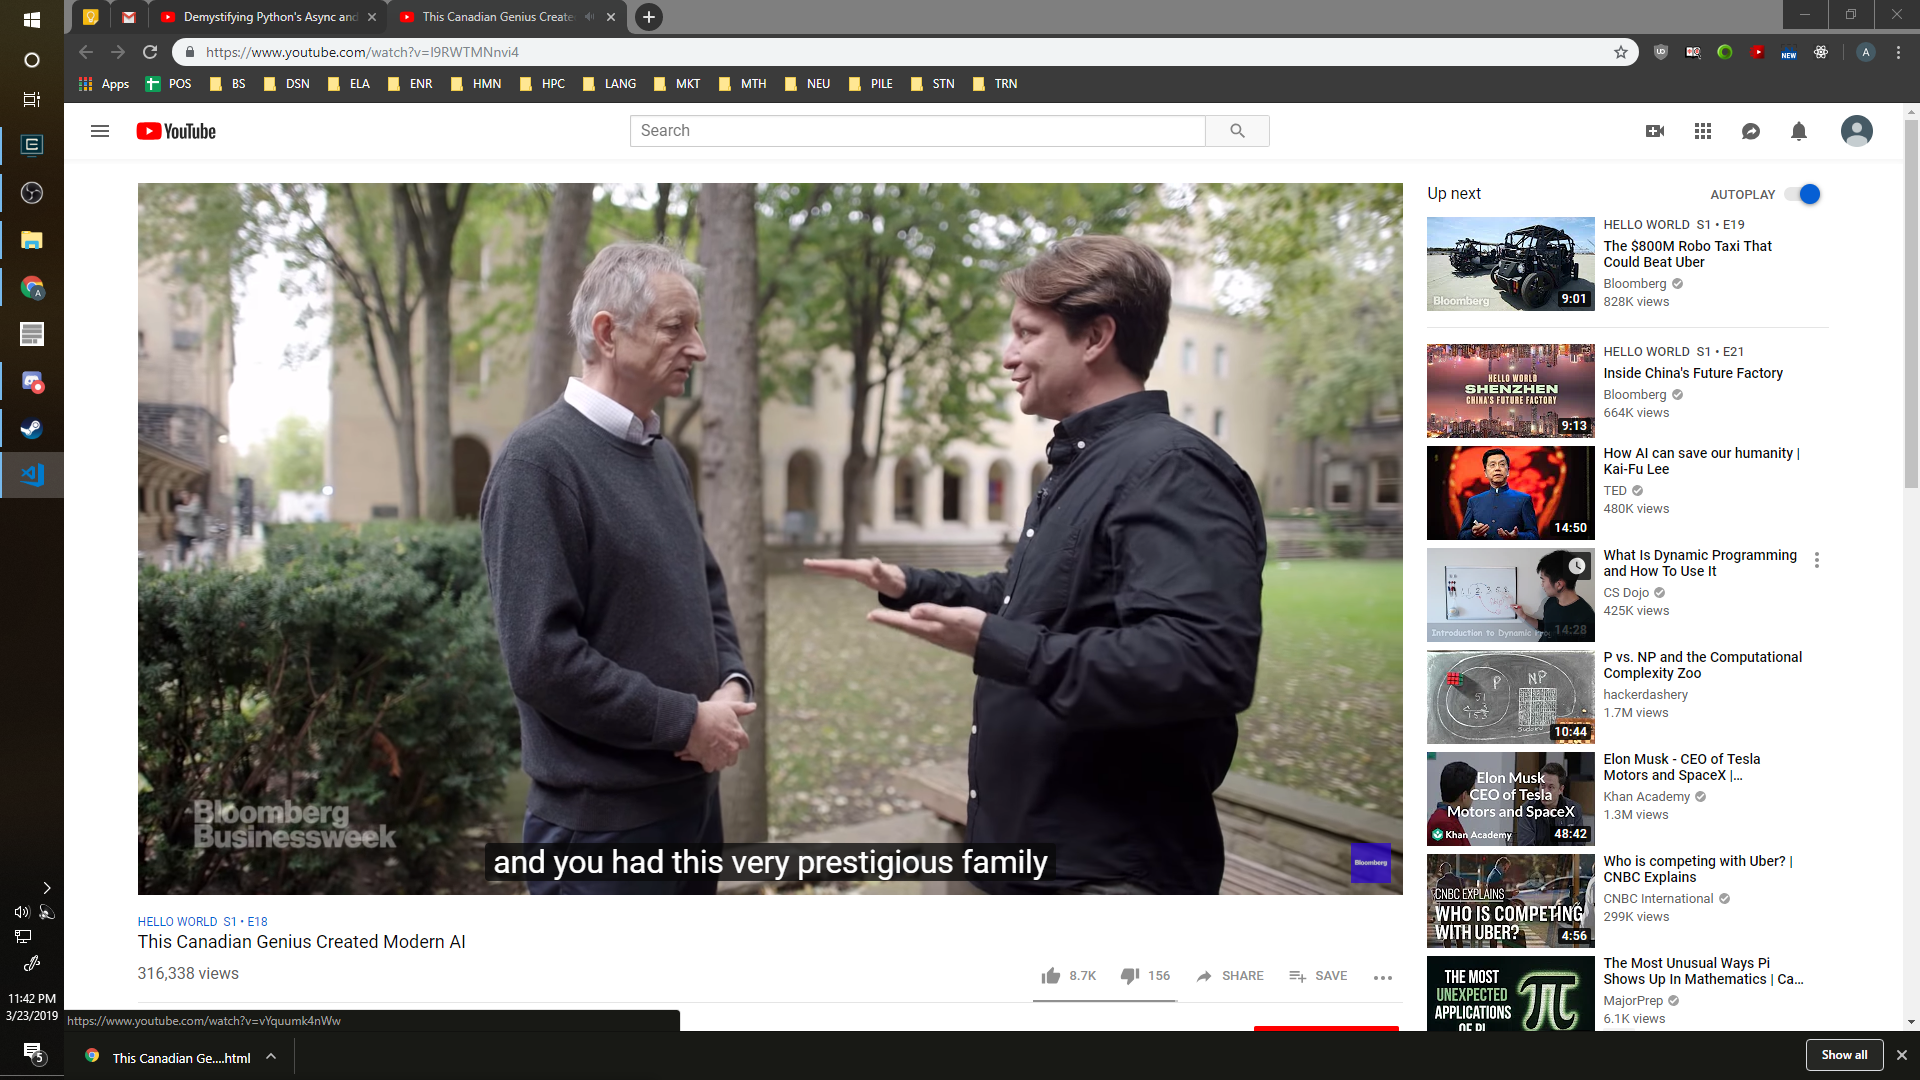 Demystifying Python's Async and
This Canadian Genius Create
https://www.youtube.com/watch?v=l9RWTMNnvi4
Apps
POS
BS
DSN
ELA
ENR
HMN
HPC
LANG
MKT
MTH
NEU
PILE
STN
TRN
YouTube
Search
Bloomberg
Businessweek
and you had this very prestigious family
Bloomberg
HELLO WORLD S1 • E18
This Canadian Genius Created Modern AI
316,338 views
8.7K
156
SHARE
SAVE
Up next
AUTOPLAY
Bloomberg
9:01
HELLO WORLD S1 • E19
The $800M Robo Taxi That
Could Beat Uber
Bloomberg
828K views
HELLO WORLD
SHENZHEN
CHINA'S FUTURE FACTORY
9:13
HELLO WORLD S1 • E21
Inside China's Future Factory
Bloomberg
664K views
14:50
How AI can save our humanity |
Kai-Fu Lee
TED
480K views
Introduction to Dynamic
14:28
What Is Dynamic Programming
and How To Use It
CS Dojo
425K views
P
NP
51
153
Sudoku
10:44
P vs. NP and the Computational
Complexity Zoo
hackerdashery
1.7M views
Elon Musk
CEO of Tesla
Motors and SpaceX
Khan Academy
48:42
Elon Musk - CEO of Tesla
Motors and SpaceX |...
Khan Academy
1.3M views
CNBC EXPLAINS
WHO IS COMPETING
WITH UBER?
4:56
Who is competing with Uber? |
CNBC Explains
CNBC International
299K views
THE MOST
UNEXPECTED
APPLICATIONS
OF PI
π
The Most Unusual Ways Pi
Shows Up In Mathematics | Ca...
MajorPrep
6.1K views
11:42 PM
3/23/2019
5
https://www.youtube.com/watch?v=vYquumk4nWw
This Canadian Ge....html
Show all
A
NEW